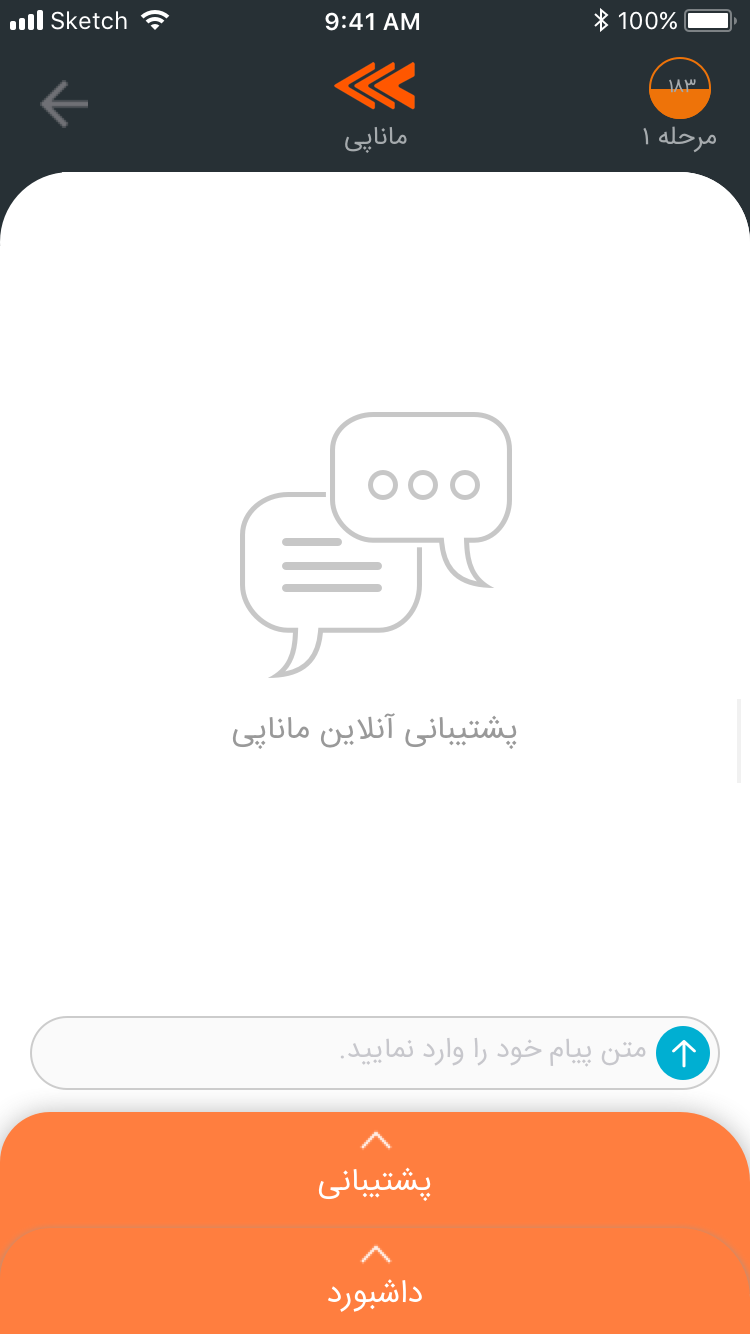 Sketch 9:41 AM 100%
۱۸۳
ماناپی
مرحله ۱
پشتیبانی آنلاین ماناپی
متن پیام خود را وارد نمایید.
پشتیبانی
داشبورد